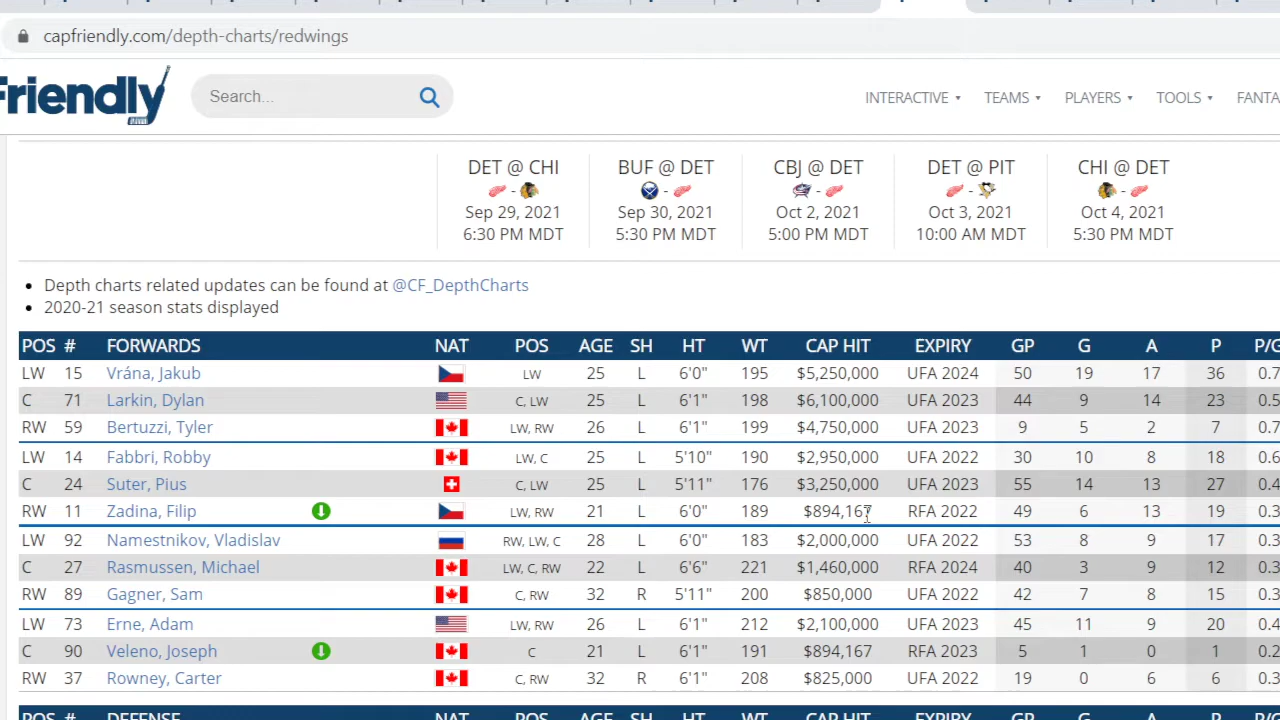 capfriendly.com/depth-charts/redwings
Friendly
Search...
INTERACTIVE TEAMS PLAYERS TOOLS FANTA
DET @ CHI BUF @ DET CBJ @ DET DET @ PIT CHI @ DET
- - - - -
Sep 29, 2021 Sep 30, 2021 Oct 2, 2021 Oct 3, 2021 Oct 4, 2021
6:30 PM MDT 5:30 PM MDT 5:00 PM MDT 10:00 AM MDT 5:30 PM MDT
• Depth charts related updates can be found at @CF_DepthCharts
• 2020-21 season stats displayed
POS # FORWARDS NAT POS AGE SH HT WT CAP HIT EXPIRY GP G A P P/G
LW 15 Vrána, Jakub LW 25 L 6'0" 195 $5,250,000 UFA 2024 50 19 17 36 0.7
C 71 Larkin, Dylan C, LW 25 L 6'1" 198 $6,100,000 UFA 2023 44 9 14 23 0.5
RW 59 Bertuzzi, Tyler LW, RW 26 L 6'1" 199 $4,750,000 UFA 2023 9 5 2 7 0.7
LW 14 Fabbri, Robby LW, C 25 L 5'10" 190 $2,950,000 UFA 2022 30 10 8 18 0.6
C 24 Suter, Pius C, LW 25 L 5'11" 176 $3,250,000 UFA 2023 55 14 13 27 0.4
RW 11 Zadina, Filip LW, RW 21 L 6'0" 189 $894,167 RFA 2022 49 6 13 19 0.3
LW 92 Namestnikov, Vladislav RW, LW, C 28 L 6'0" 183 $2,000,000 UFA 2022 53 8 9 17 0.3
C 27 Rasmussen, Michael LW, C, RW 22 L 6'6" 221 $1,460,000 RFA 2024 40 3 9 12 0.3
RW 89 Gagner, Sam C, RW 32 R 5'11" 200 $850,000 UFA 2022 42 7 8 15 0.3
LW 73 Erne, Adam LW, RW 26 L 6'1" 212 $2,100,000 UFA 2023 45 11 9 20 0.4
C 90 Veleno, Joseph C 21 L 6'1" 191 $894,167 RFA 2023 5 1 0 1 0.2
RW 37 Rowney, Carter C, RW 32 R 6'1" 208 $825,000 UFA 2022 19 0 6 6 0.3
POS # DEFENSE NAT POS AGE SH HT WT CAP HIT EXPIRY GP G A P P/G